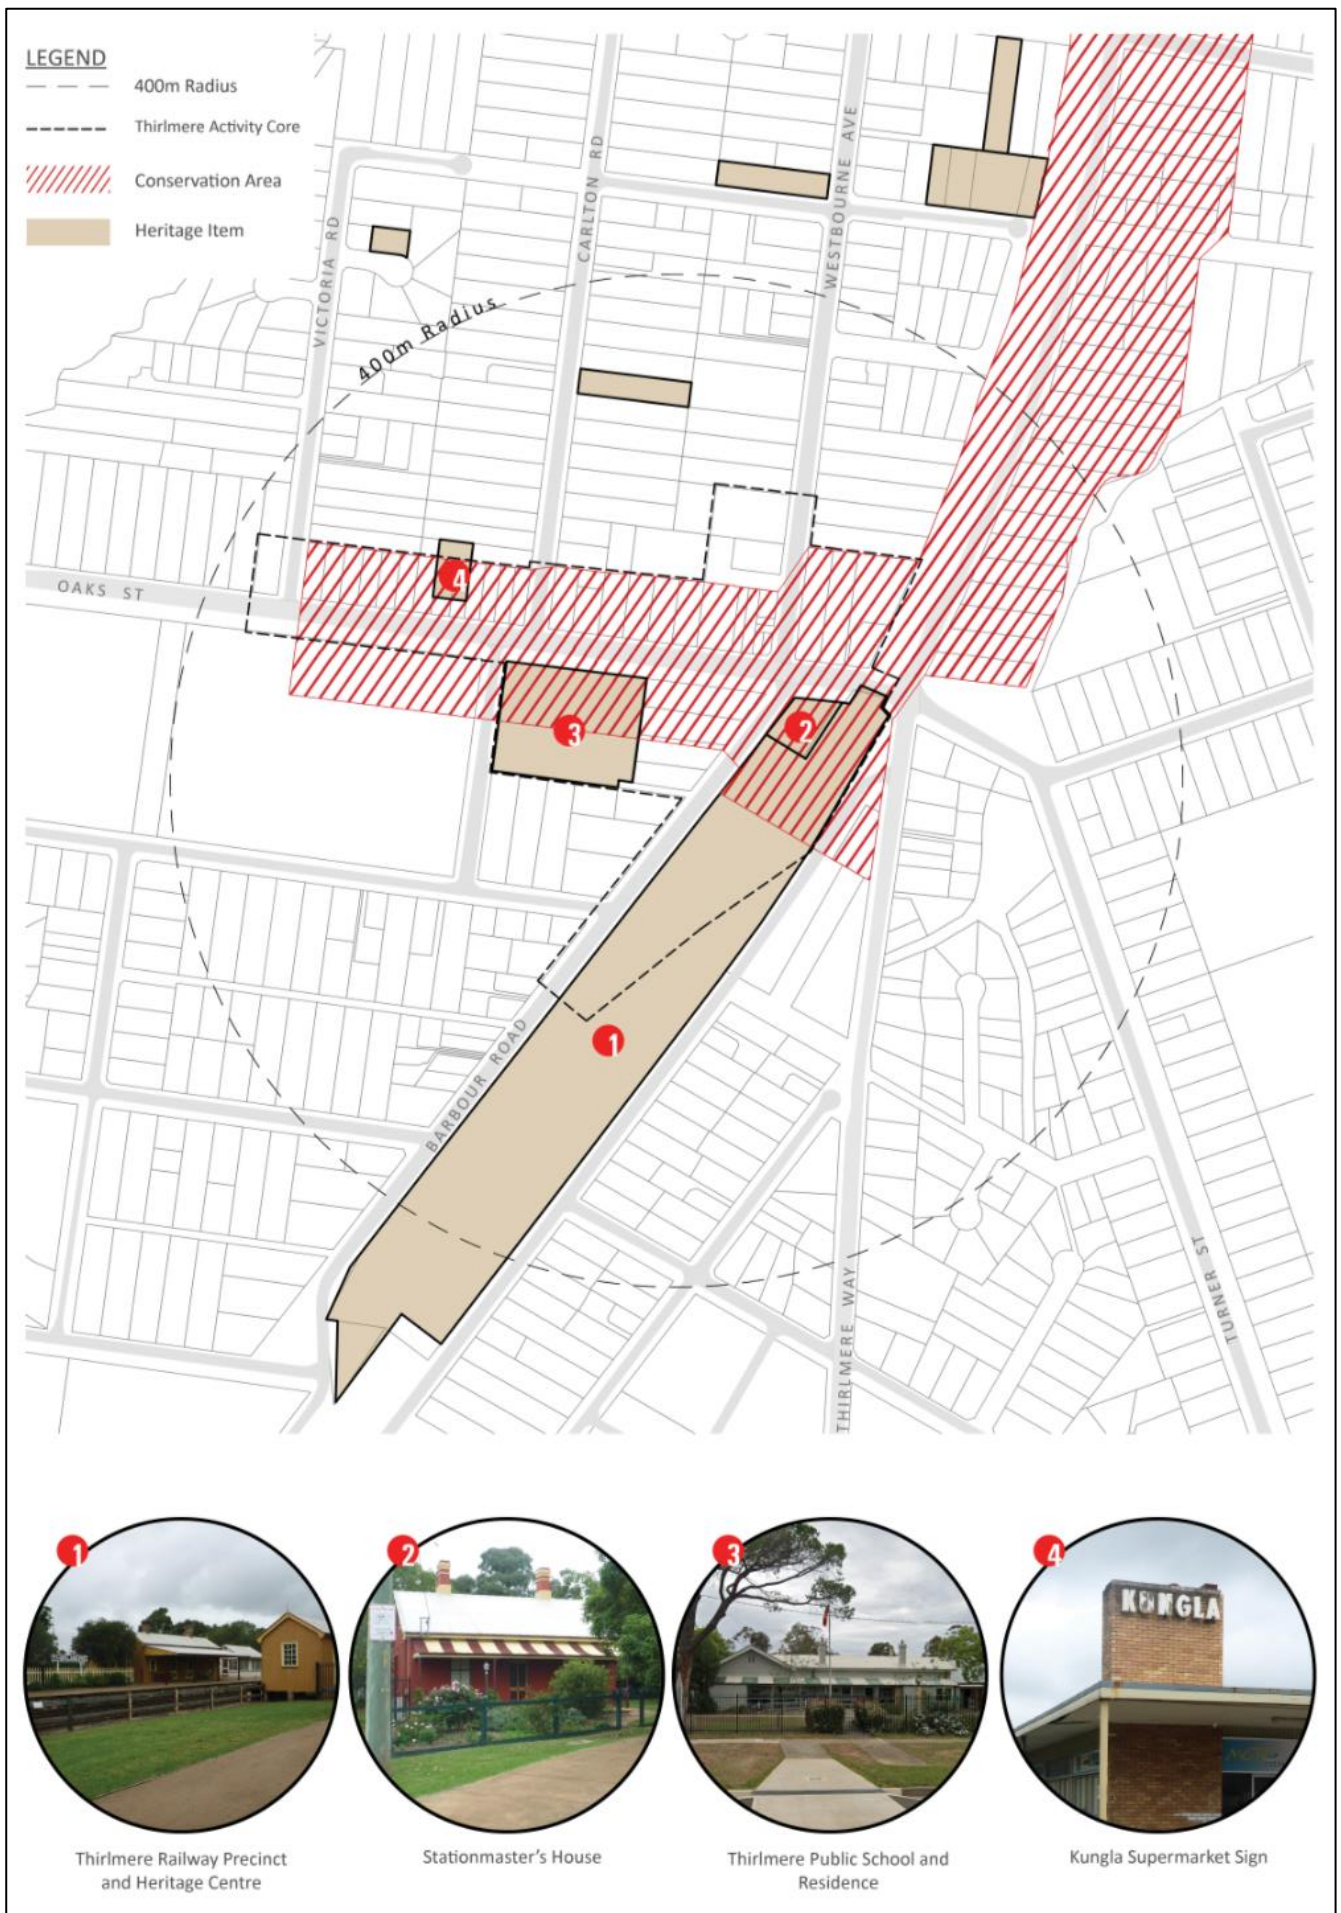 LEGEND
400m Radius
Thirlmere Activity Core
Conservation Area
Heritage Item
VICTORIA RD
CARLTON RD
WESTBOURNE AVE
400m Radius
OAKS ST
4
3
2
1
BARBOUR ROAD
THIRLMERE WAY
TURNER ST
1
2
3
4
KUNGLA
Thirlmere Railway Precinct
and Heritage Centre
Stationmaster's House
Thirlmere Public School and
Residence
Kungla Supermarket Sign